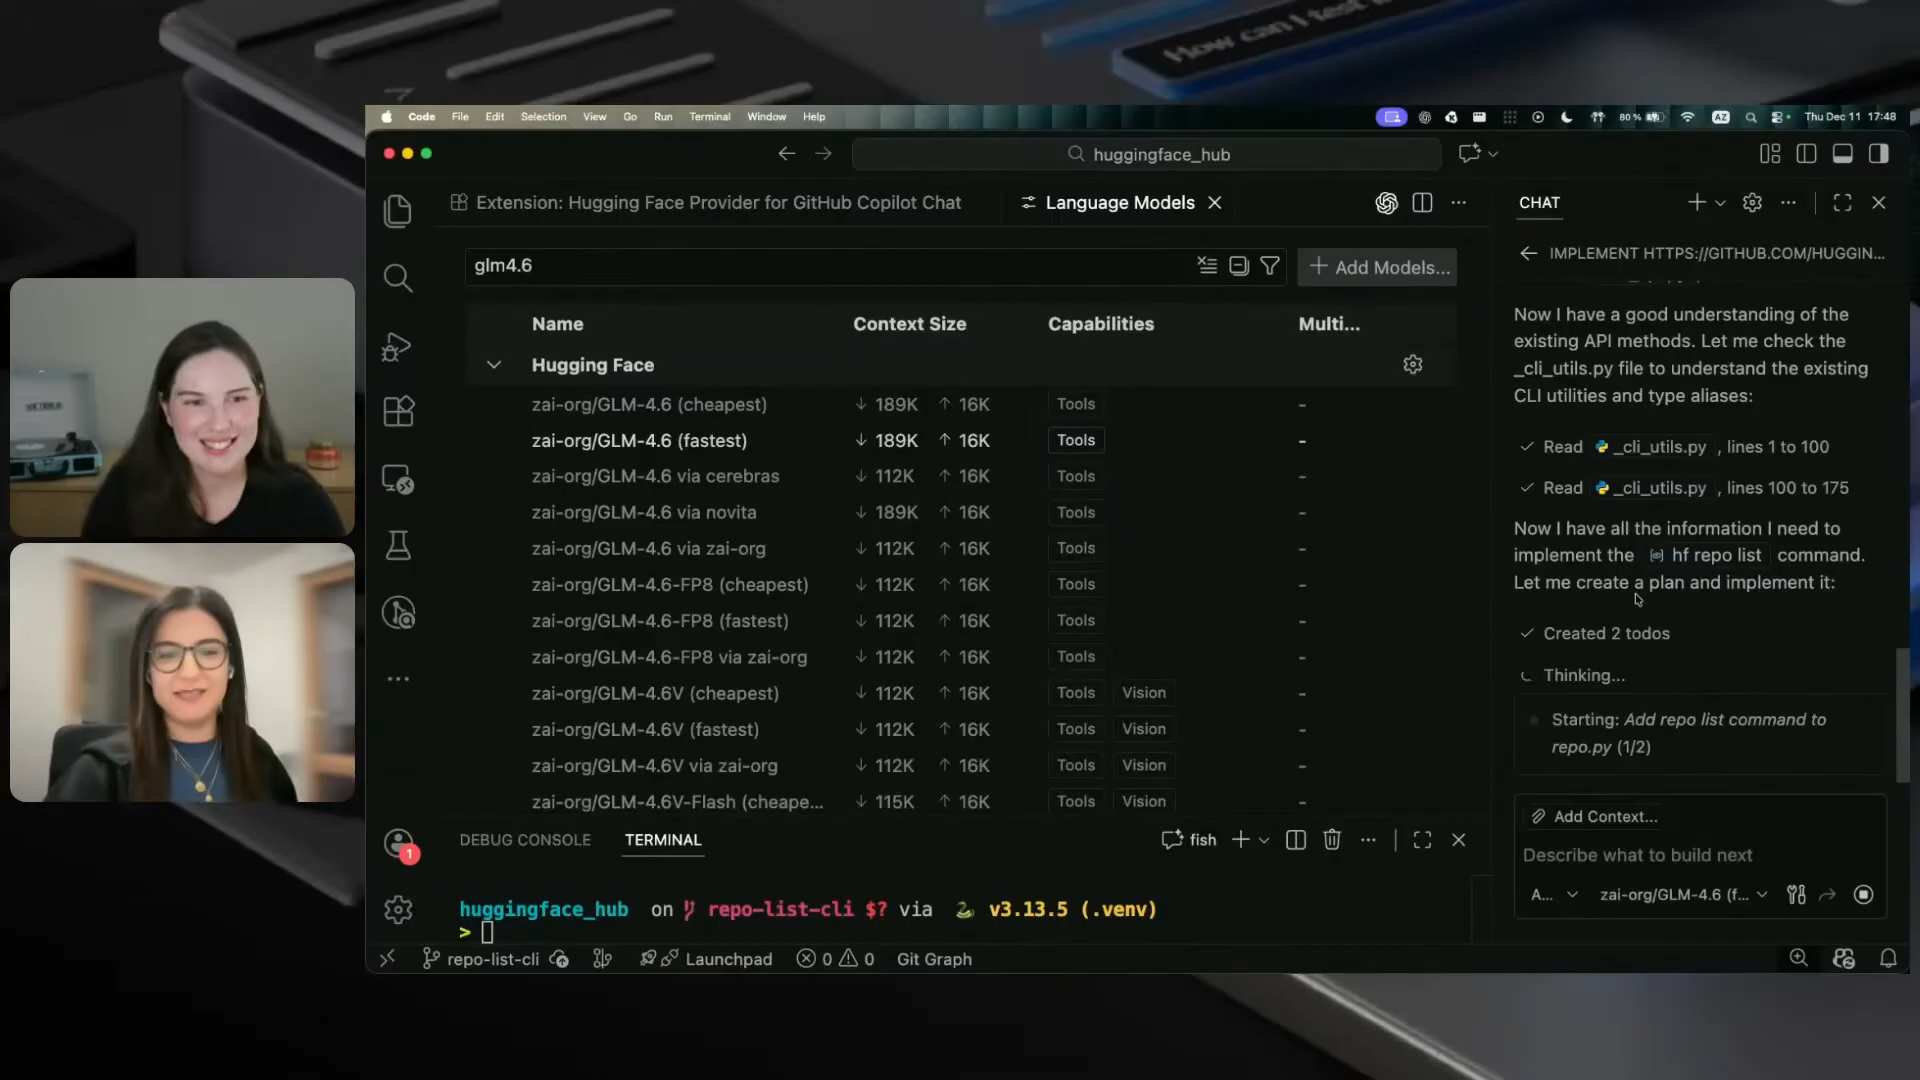 How can I test
Code File Edit Selection View Go Run Terminal Window Help 80 % AZ Thu Dec 11 17:48
huggingface_hub
Extension: Hugging Face Provider for GitHub Copilot Chat Language Models
CHAT
glm4.6 Add Models...
IMPLEMENT HTTPS://GITHUB.COM/HUGGIN...
Name Context Size Capabilities Multi...
Hugging Face
zai-org/GLM-4.6 (cheapest) ↓ 189K ↑ 16K Tools -
zai-org/GLM-4.6 (fastest) ↓ 189K ↑ 16K Tools -
zai-org/GLM-4.6 via cerebras ↓ 112K ↑ 16K Tools -
zai-org/GLM-4.6 via novita ↓ 189K ↑ 16K Tools -
zai-org/GLM-4.6 via zai-org ↓ 112K ↑ 16K Tools -
zai-org/GLM-4.6-FP8 (cheapest) ↓ 112K ↑ 16K Tools -
zai-org/GLM-4.6-FP8 (fastest) ↓ 112K ↑ 16K Tools -
zai-org/GLM-4.6-FP8 via zai-org ↓ 112K ↑ 16K Tools -
zai-org/GLM-4.6V (cheapest) ↓ 112K ↑ 16K Tools Vision -
zai-org/GLM-4.6V (fastest) ↓ 112K ↑ 16K Tools Vision -
zai-org/GLM-4.6V via zai-org ↓ 112K ↑ 16K Tools Vision -
zai-org/GLM-4.6V-Flash (cheape... ↓ 115K ↑ 16K Tools Vision -
Now I have a good understanding of the
existing API methods. Let me check the
_cli_utils.py file to understand the existing
CLI utilities and type aliases:
Read _cli_utils.py , lines 1 to 100
Read _cli_utils.py , lines 100 to 175
Now I have all the information I need to
implement the hf repo list command.
Let me create a plan and implement it:
Created 2 todos
Thinking...
Starting: Add repo list command to
repo.py (1/2)
Add Context...
Describe what to build next
A... zai-org/GLM-4.6 (f...
1
DEBUG CONSOLE TERMINAL fish
huggingface_hub on repo-list-cli $? via v3.13.5 (.venv)
>
repo-list-cli Launchpad 0 0 Git Graph